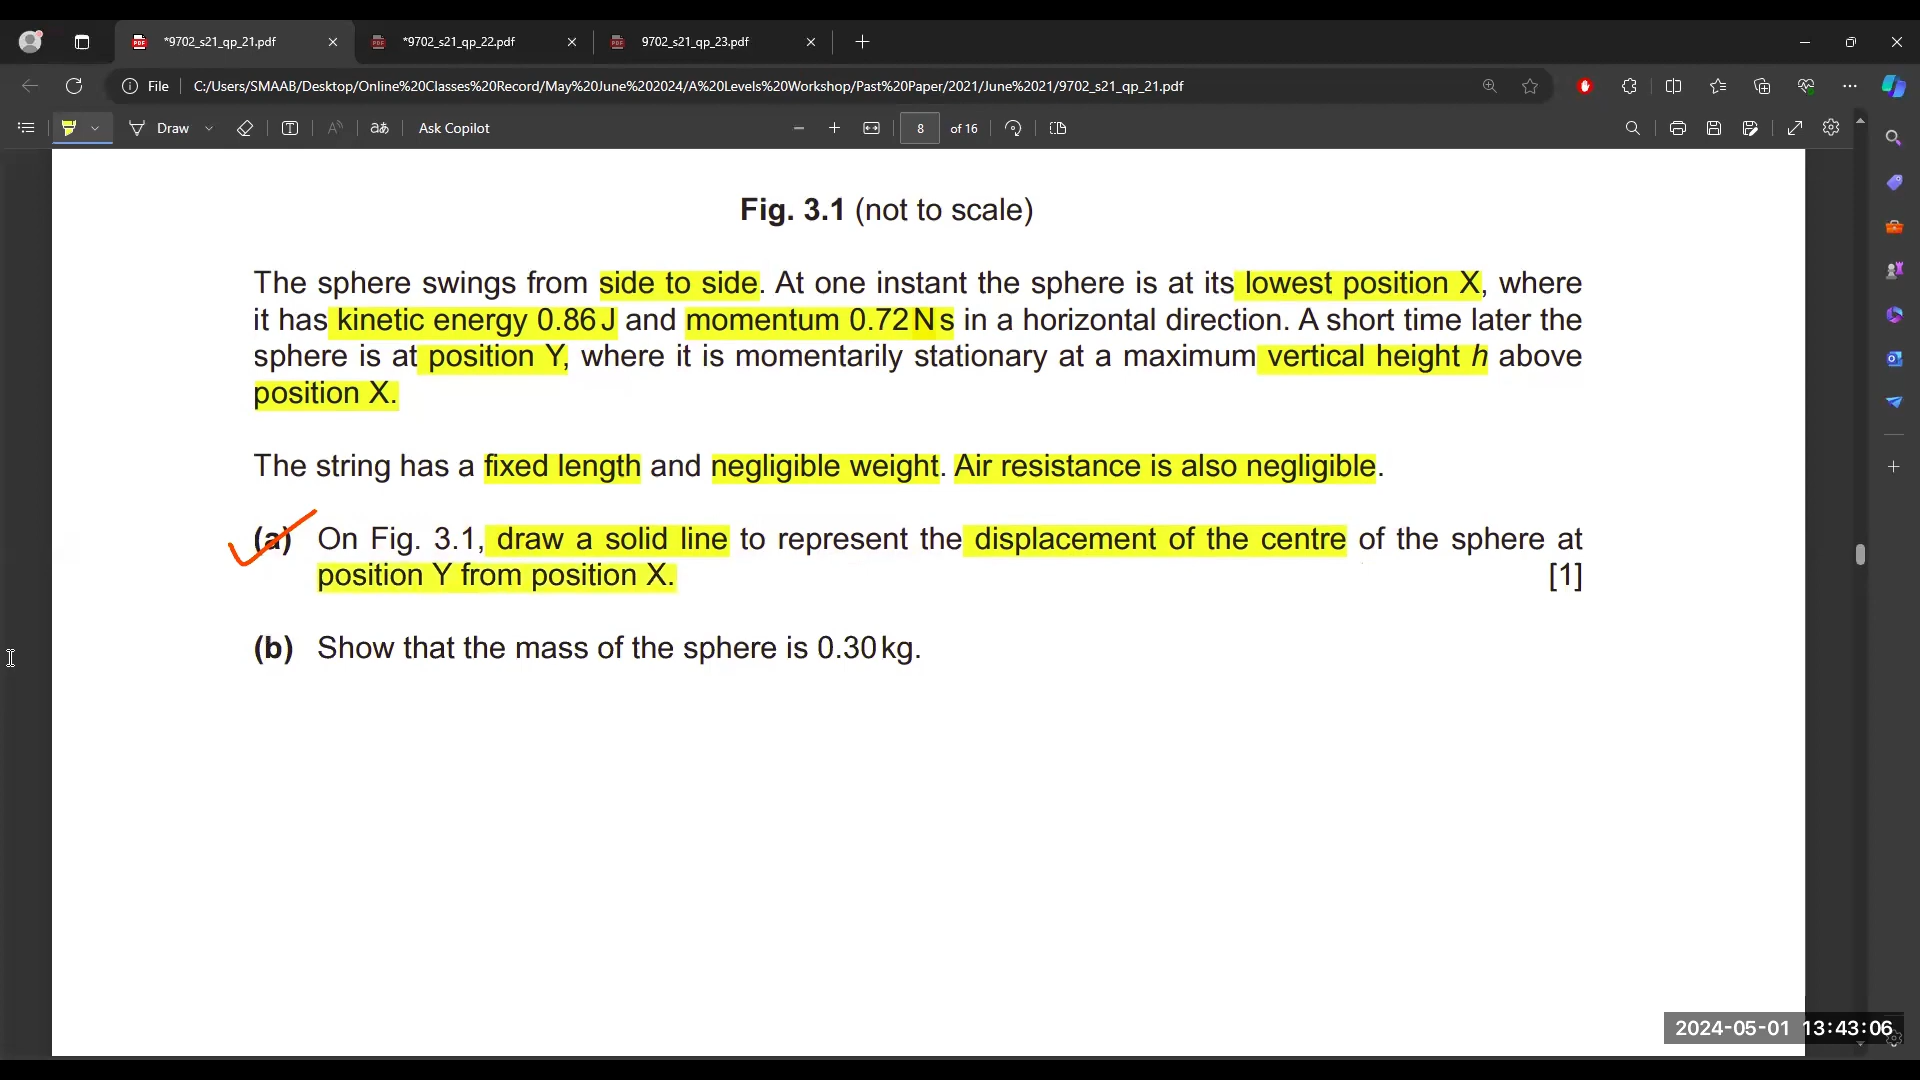 *9702_s21_qp_21.pdf
*9702_s21_qp_22.pdf
9702_s21_qp_23.pdf
File
C:/Users/SMAAB/Desktop/Online%20Classes%20Record/May%20June%202024/A%20Levels%20Workshop/Past%20Paper/2021/June%2021/9702_s21_qp_21.pdf
Draw
Ask Copilot
8 of 16
Fig. 3.1 (not to scale)
The sphere swings from side to side. At one instant the sphere is at its lowest position X, where
it has kinetic energy 0.86 J and momentum 0.72 N s in a horizontal direction. A short time later the
sphere is at position Y, where it is momentarily stationary at a maximum vertical height h above
position X.
The string has a fixed length and negligible weight. Air resistance is also negligible.
(a) On Fig. 3.1, draw a solid line to represent the displacement of the centre of the sphere at
position Y from position X. [1]
(b) Show that the mass of the sphere is 0.30 kg.
2024-05-01 13:43:06